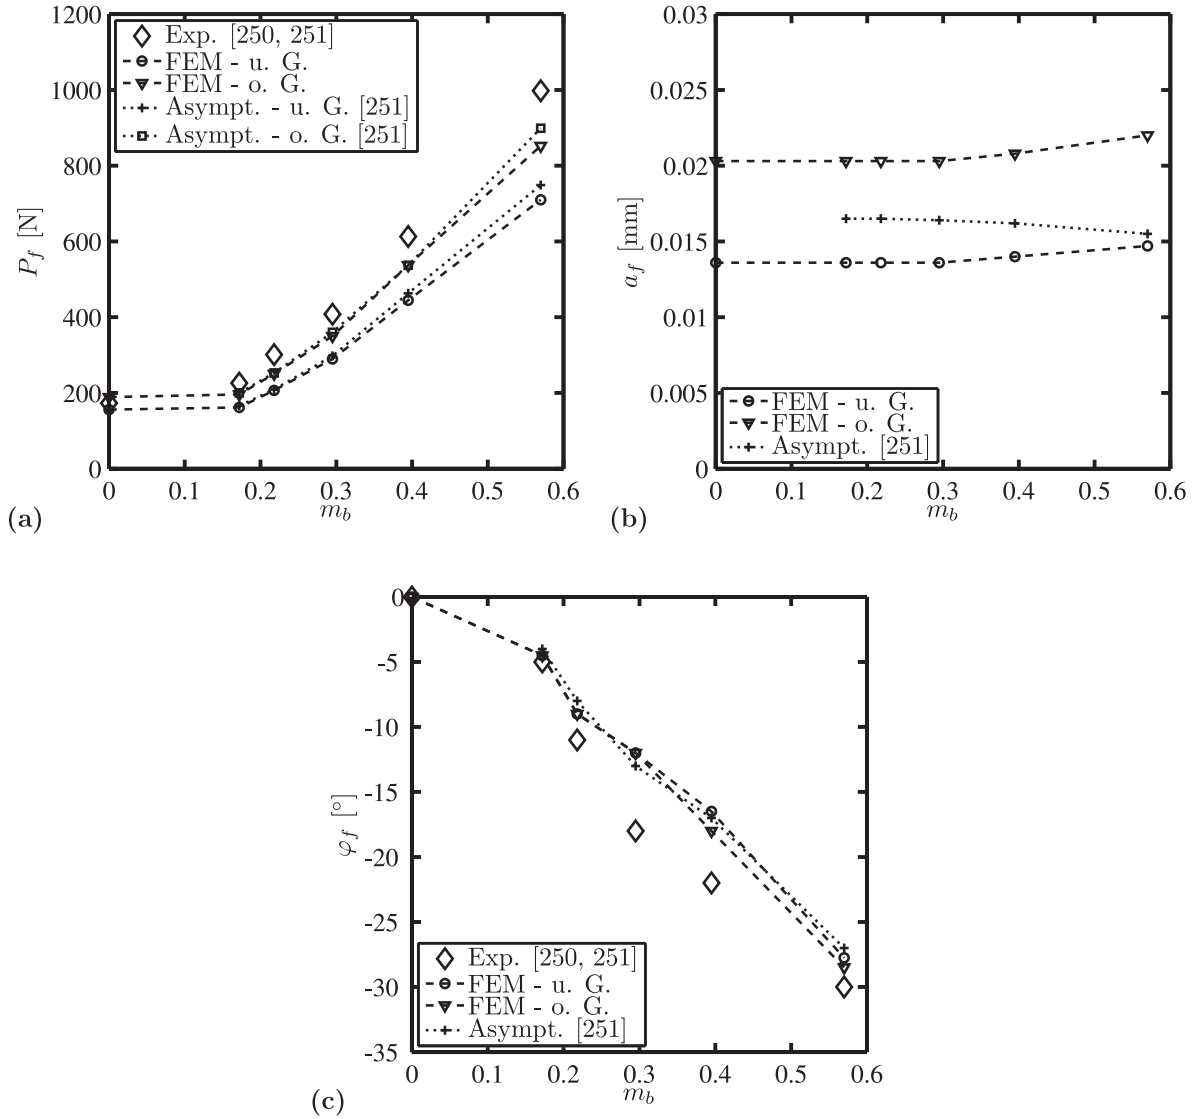 1200
1000
800
600
400
200
0
P_f [N]
Exp. [250, 251]
FEM - u. G.
FEM - o. G.
Asympt. - u. G. [251]
Asympt. - o. G. [251]
0 0.1 0.2 0.3 0.4 0.5 0.6
m_b
(a)
0.03
0.025
0.02
0.015
0.01
0.005
0
a_f [mm]
FEM - u. G.
FEM - o. G.
Asympt. [251]
0 0.1 0.2 0.3 0.4 0.5 0.6
m_b
(b)
0
-5
-10
-15
-20
-25
-30
-35
φ_f [°]
Exp. [250, 251]
FEM - u. G.
FEM - o. G.
Asympt. [251]
0 0.1 0.2 0.3 0.4 0.5 0.6
m_b
(c)